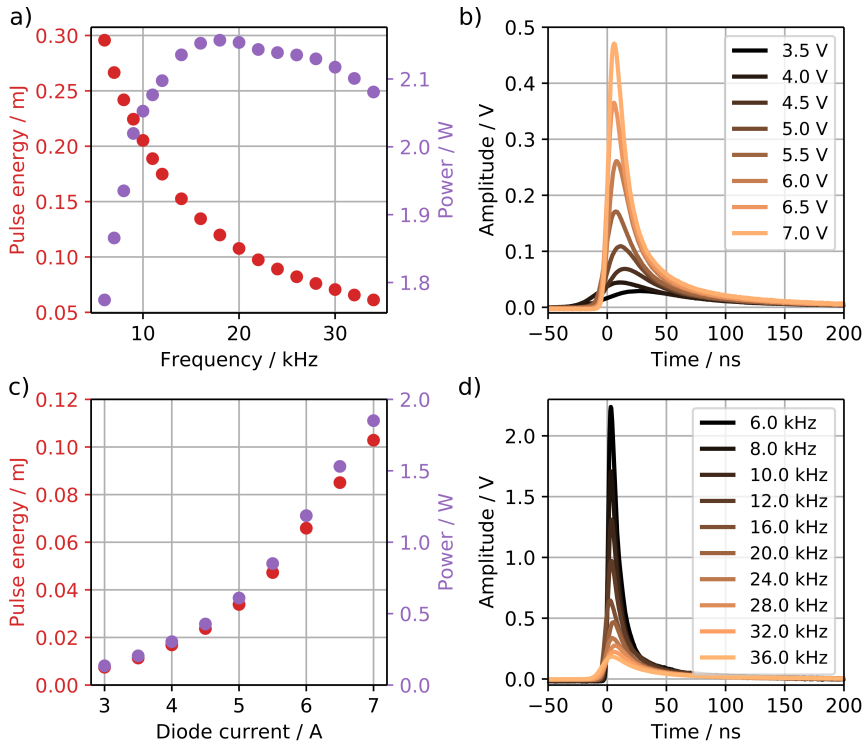 a)
0.30
0.25
0.20
0.15
0.10
0.05
Pulse energy / mJ
10
20
30
Frequency / kHz
2.1
2.0
1.9
1.8
Power / W
b)
0.5
0.4
0.3
0.2
0.1
0.0
Amplitude / V
−50
0
50
100
150
200
Time / ns
3.5 V
4.0 V
4.5 V
5.0 V
5.5 V
6.0 V
6.5 V
7.0 V
c)
0.12
0.10
0.08
0.06
0.04
0.02
0.00
Pulse energy / mJ
3
4
5
6
7
Diode current / A
2.0
1.5
1.0
0.5
0.0
Power / W
d)
2.0
1.5
1.0
0.5
0.0
Amplitude / V
−50
0
50
100
150
200
Time / ns
6.0 kHz
8.0 kHz
10.0 kHz
12.0 kHz
16.0 kHz
20.0 kHz
24.0 kHz
28.0 kHz
32.0 kHz
36.0 kHz